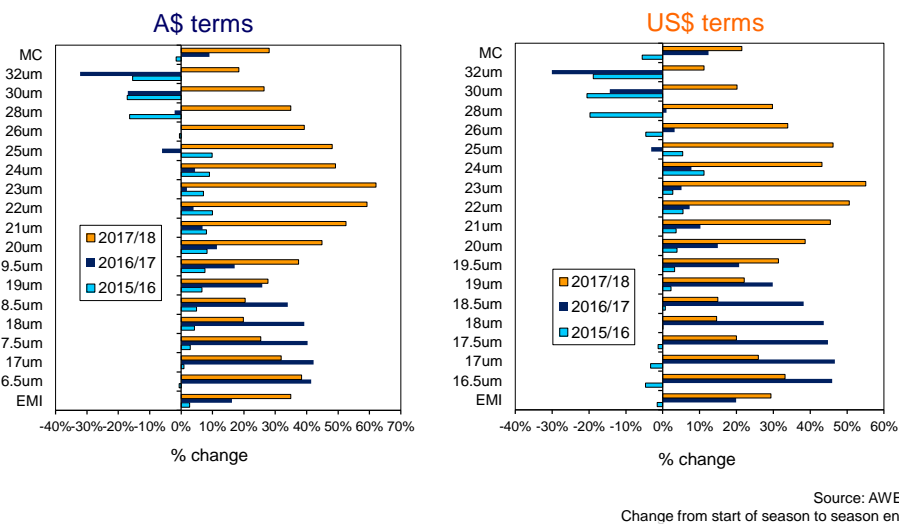 A$ terms
MC
32um
30um
28um
26um
25um
24um
23um
22um
21um
20um
9.5um
19um
8.5um
18um
7.5um
17um
6.5um
EMI
2017/18
2016/17
2015/16
-40%-30%-20%-10% 0% 10% 20% 30% 40% 50% 60% 70%
% change
US$ terms
MC
32um
30um
28um
26um
25um
24um
23um
22um
21um
20um
19.5um
19um
18.5um
18um
17.5um
17um
16.5um
EMI
2017/18
2016/17
2015/16
-40% -30% -20% -10% 0% 10% 20% 30% 40% 50% 60%
% change
Source: AWE
Change from start of season to season en